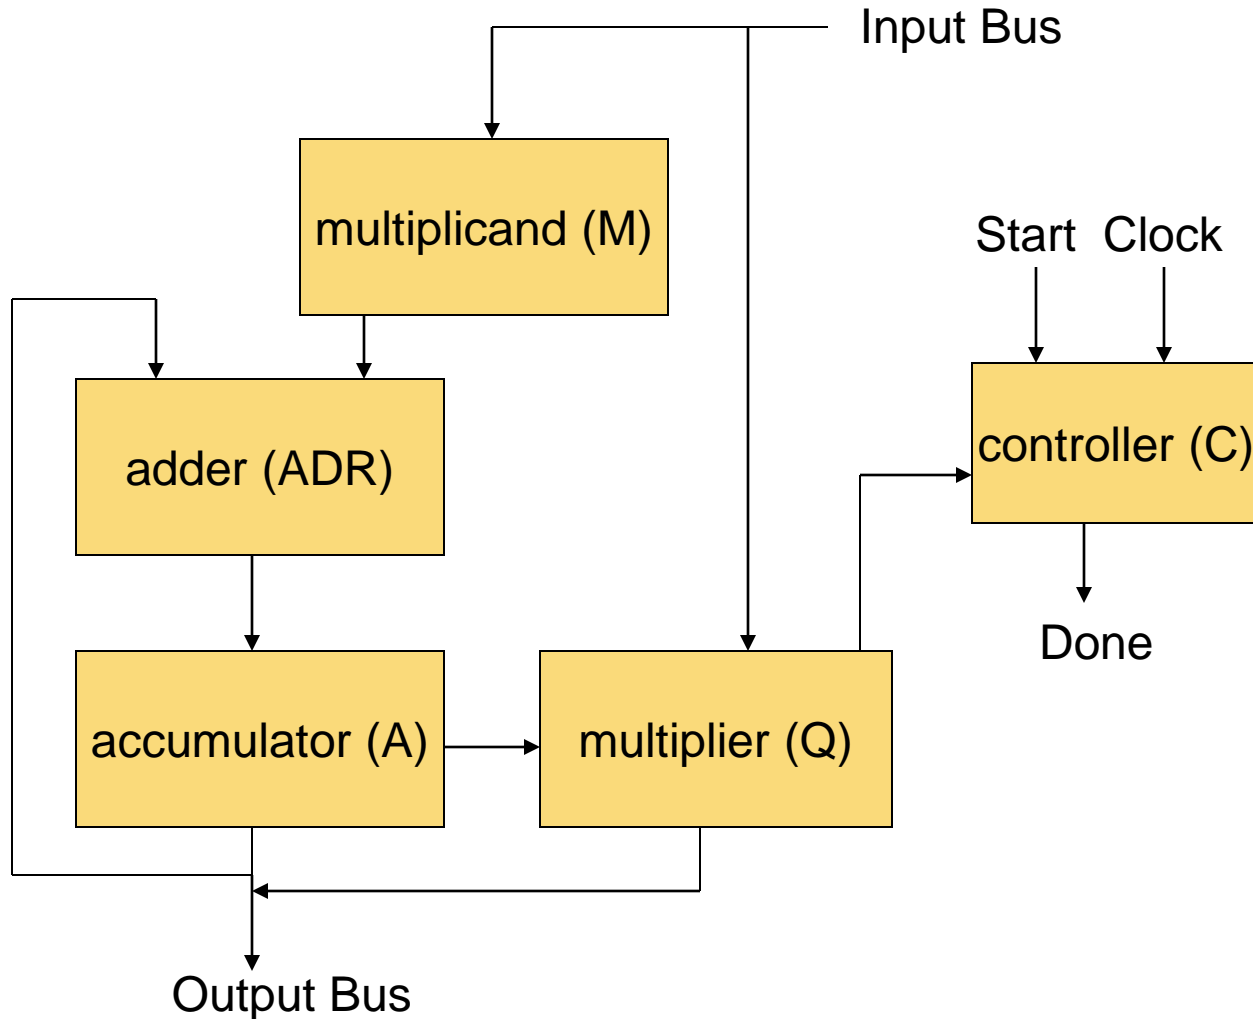 Input Bus
multiplicand (M)
Start Clock
controller (C)
adder (ADR)
Done
accumulator (A)
multiplier (Q)
Output Bus